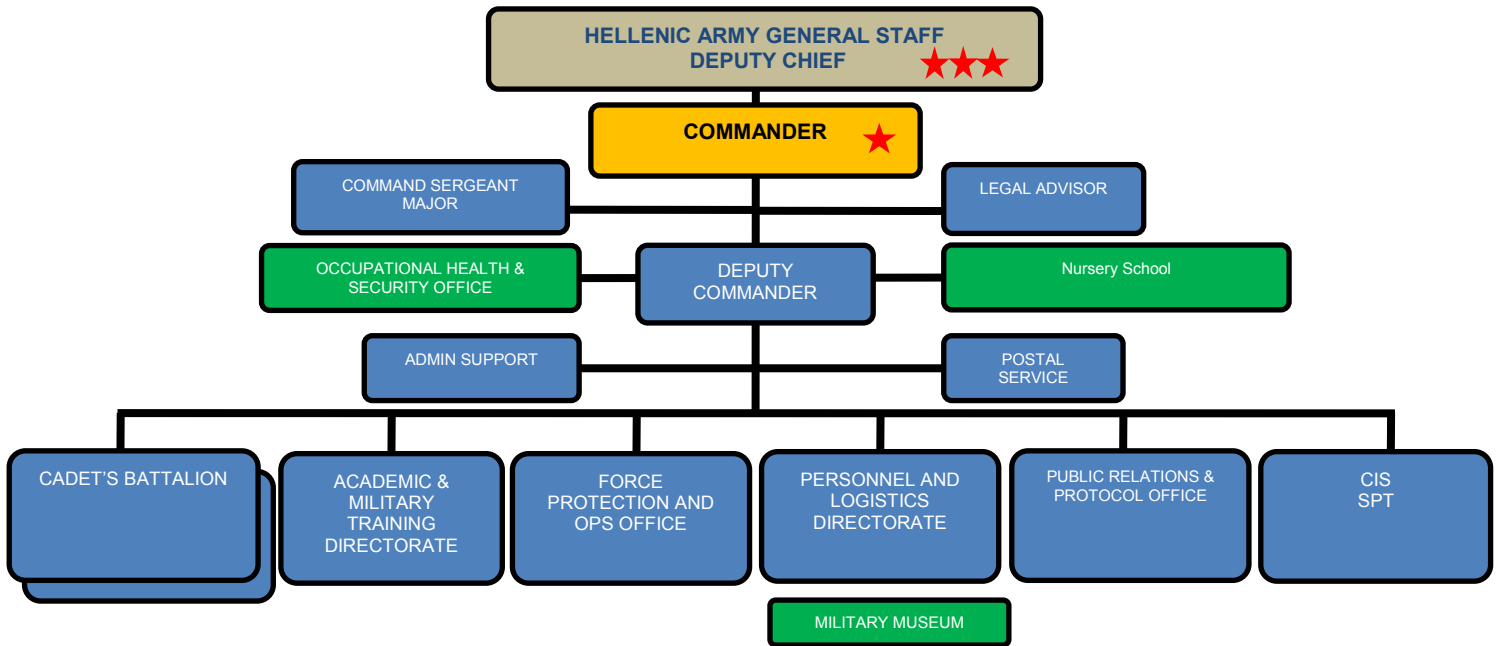 HELLENIC ARMY GENERAL STAFF
DEPUTY CHIEF
COMMANDER
COMMAND SERGEANT
MAJOR
LEGAL ADVISOR
OCCUPATIONAL HEALTH &
SECURITY OFFICE
DEPUTY
COMMANDER
Nursery School
ADMIN SUPPORT
POSTAL
SERVICE
CADET'S BATTALION
ACADEMIC &
MILITARY
TRAINING
DIRECTORATE
FORCE
PROTECTION AND
OPS OFFICE
PERSONNEL AND
LOGISTICS
DIRECTORATE
PUBLIC RELATIONS &
PROTOCOL OFFICE
CIS
SPT
MILITARY MUSEUM